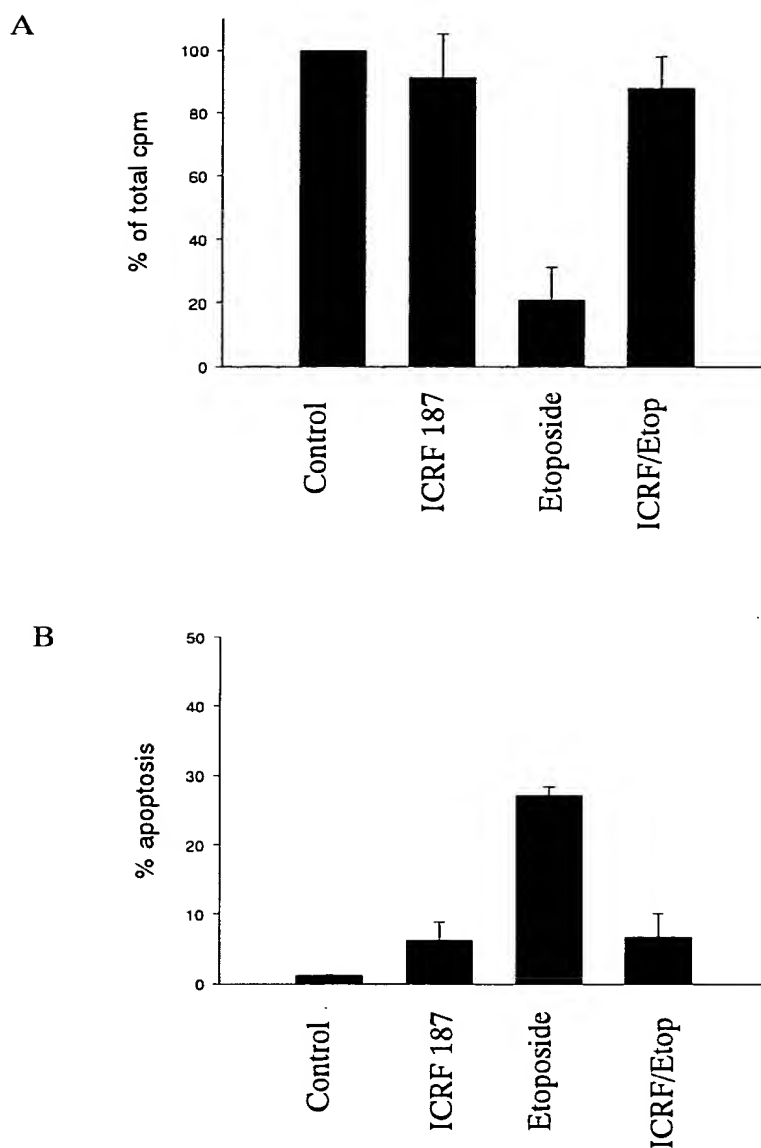 A
% of total cpm
100
80
60
40
20
0
Control
ICRF 187
Etoposide
ICRF/Etop
B
% apoptosis
50
40
30
20
10
0
Control
ICRF 187
Etoposide
ICRF/Etop